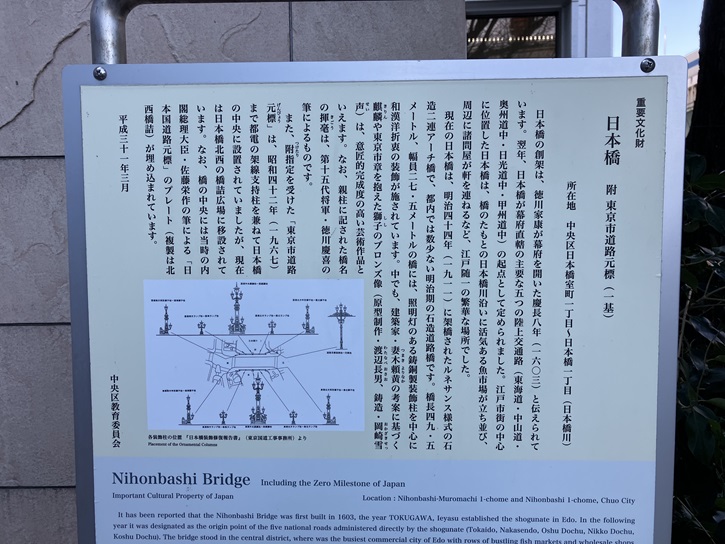 重要文化財
日本橋 附 東京市道路元標(一基)
所在地 中央区日本橋室町一丁目~日本橋一丁目(日本橋川)
日本橋の創架は、徳川家康が幕府を開いた慶長八年(一六〇三)と伝えられて
います。翌年、日本橋が幕府直轄の主要な五つの陸上交通路(東海道・中山道・
奥州道中・日光道中・甲州道中)の起点として定められました。江戸市街の中心
に位置した日本橋は、橋のたもとの日本橋川沿いに活気ある魚市場が立ち並び、
周辺に諸問屋が軒を連ねるなど、江戸随一の繁華な場所でした。
現在の日本橋は、明治四十四年(一九一一)に架橋されたルネサンス様式の石
造二連アーチ橋で、都内では数少ない明治期の石造道路橋です。橋長四九・五
メートル、幅員二七・五メートルの橋には、照明灯のある鋳銅製装飾柱を中心に
和漢洋折衷の装飾が施されています。中でも、建築家・妻木頼黄の考案に基づく
麒麟や東京市章を抱えた獅子のブロンズ像(原型制作・渡辺長男、鋳造・岡崎雪
声)は、意匠的完成度の高い芸術作品と
いえます。なお、親柱に記された橋名
の揮毫は、第十五代将軍・徳川慶喜の
筆によるものです。
また、附指定を受けた「東京市道路
元標」は、昭和四十二年(一九六七)
まで都電の架線支持柱を兼ねて日本橋
の中央に設置されていましたが、現在
は日本橋北西の橋詰広場に移設されて
います。なお、橋の中央には当時の内
閣総理大臣・佐藤栄作の筆による「日
本国道路元標」のプレート(複製は北
西橋詰)が埋め込まれています。
平成三十一年三月
中央区教育委員会
各装飾柱の位置 『日本橋装飾修復報告書』(東京国道工事事務所)より
Placement of the Ornamental Column
Nihonbashi Bridge Including the Zero Milestone of Japan
Important Cultural Property of Japan
Location : Nihonbashi-Muromachi 1-chome and Nihonbashi 1-chome, Chuo City
It has been reported that the Nihonbashi Bridge was first built in 1603, the year TOKUGAWA, Ieyasu established the shogunate in Edo. In the following
year it was designated as the origin point of the five national roads administered directly by the shogunate (Tokaido, Nakasendo, Oshu Dochu, Nikko Dochu,
Koshu Dochu). The bridge stood in the central district, where was the busiest commercial city of Edo with rows of bustling fish markets and wholesale shops